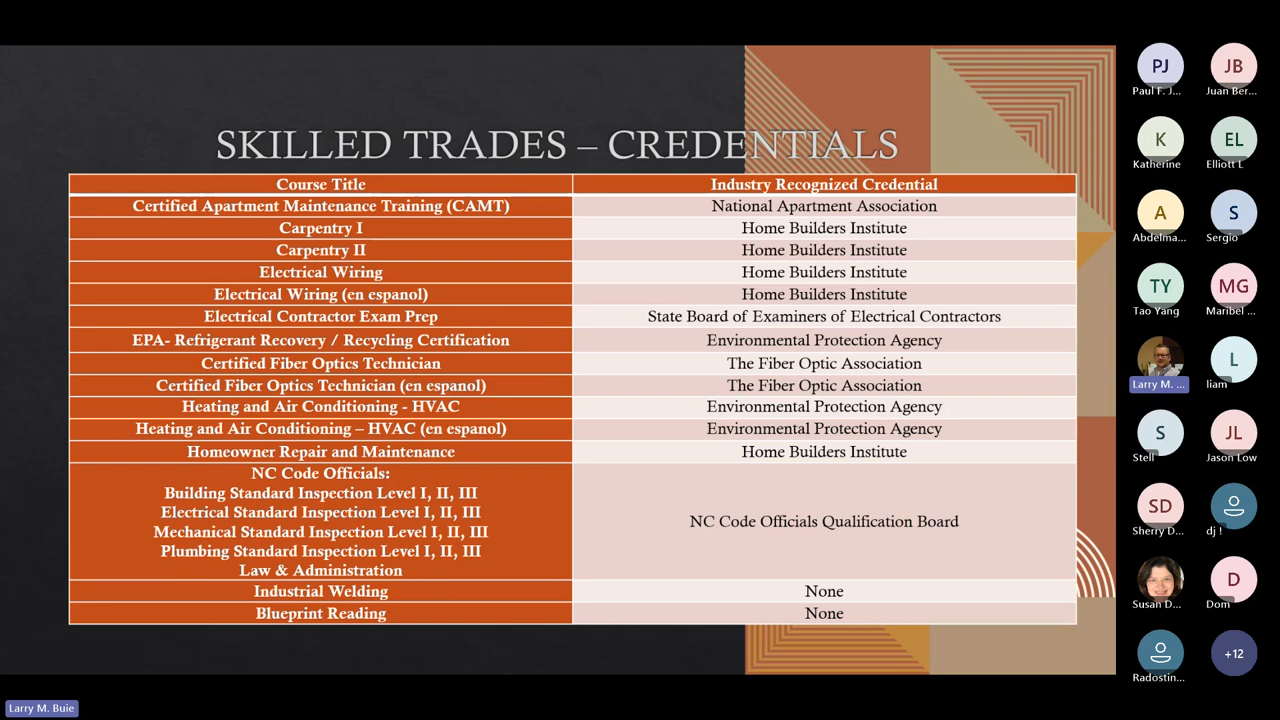 SKILLED TRADES – CREDENTIALS
Course Title Industry Recognized Credential
Certified Apartment Maintenance Training (CAMT) National Apartment Association
Carpentry I Home Builders Institute
Carpentry II Home Builders Institute
Electrical Wiring Home Builders Institute
Electrical Wiring (en espanol) Home Builders Institute
Electrical Contractor Exam Prep State Board of Examiners of Electrical Contractors
EPA- Refrigerant Recovery / Recycling Certification Environmental Protection Agency
Certified Fiber Optics Technician The Fiber Optic Association
Certified Fiber Optics Technician (en espanol) The Fiber Optic Association
Heating and Air Conditioning - HVAC Environmental Protection Agency
Heating and Air Conditioning – HVAC (en espanol) Environmental Protection Agency
Homeowner Repair and Maintenance Home Builders Institute
NC Code Officials:
Building Standard Inspection Level I, II, III
Electrical Standard Inspection Level I, II, III
Mechanical Standard Inspection Level I, II, III
Plumbing Standard Inspection Level I, II, III
Law & Administration
NC Code Officials Qualification Board
Industrial Welding None
Blueprint Reading None
PJ JB
Paul F. J... Juan Ber...
K EL
Katherine Elliott L
A S
Abdelma... Sergio
TY MG
Tao Yang Maribel ...
L
Larry M. ... liam
S JL
Stell Jason Low
SD
Sherry D... dj !
D
Susan D... Dom
+12
Radostin...
Larry M. Buie